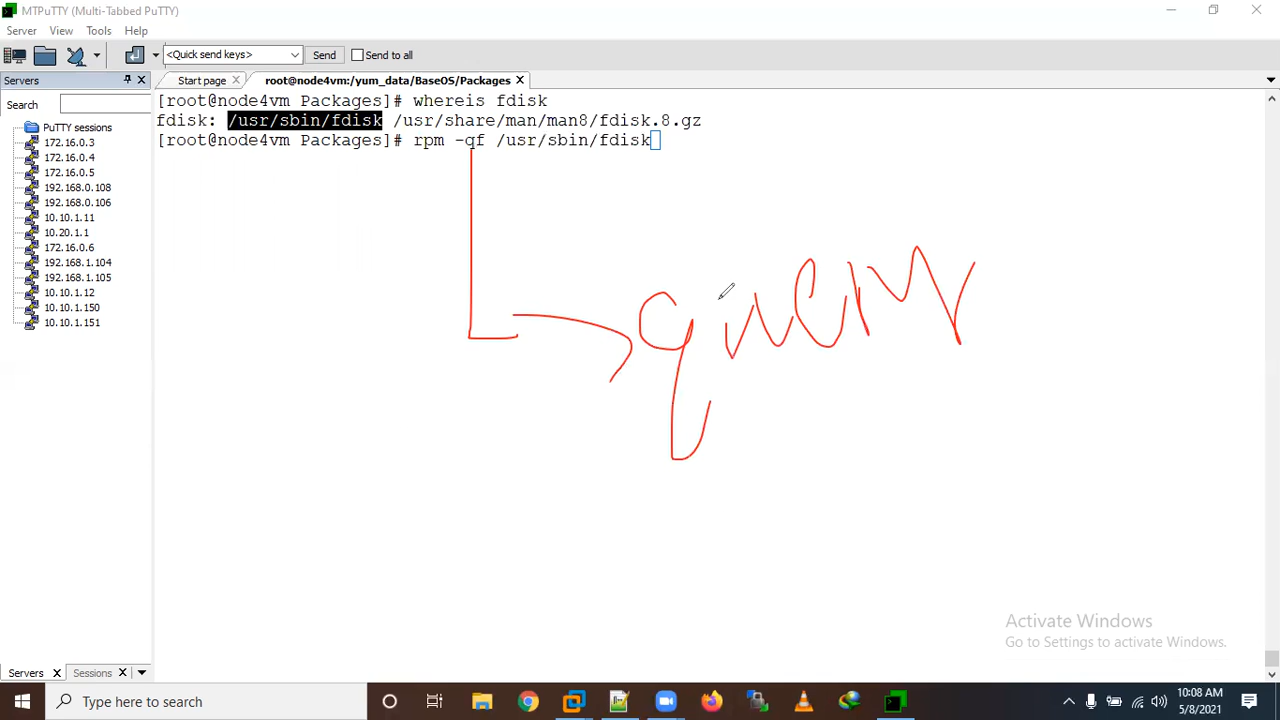 MTPuTTY (Multi-Tabbed PuTTY)
Server View Tools Help
<Quick send keys> Send Send to all
Servers
Start page root@node4vm:/yum_data/BaseOS/Packages
Search
[root@node4vm Packages]# whereis fdisk
fdisk: /usr/sbin/fdisk /usr/share/man/man8/fdisk.8.gz
[root@node4vm Packages]# rpm -qf /usr/sbin/fdisk
PuTTY sessions
172.16.0.3
172.16.0.4
172.16.0.5
192.168.0.108
192.168.0.106
10.10.1.11
10.20.1.1
172.16.0.6
192.168.1.104
192.168.1.105
10.10.1.12
10.10.1.150
10.10.1.151
query
Activate Windows
Go to Settings to activate Windows.
Servers Sessions
Type here to search
10:08 AM
5/8/2021